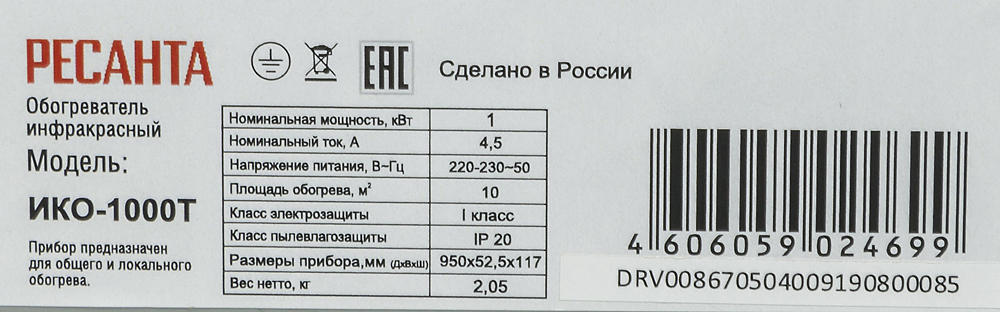 РЕСАНТА
Обогреватель
инфракрасный
Модель:
ИКО-1000Т
Прибор предназначен
для общего и локального
обогрева.
EAC
Сделано в России
Номинальная мощность, кВт 1
Номинальный ток, А 4,5
Напряжение питания, В~Гц 220-230~50
Площадь обогрева, м² 10
Класс электрозащиты I класс
Класс пылевлагозащиты IP 20
Размеры прибора,мм (ДхВхШ) 950х52,5х117
Вес нетто, кг 2,05
4 606059 024699
DRV008670504009190800085